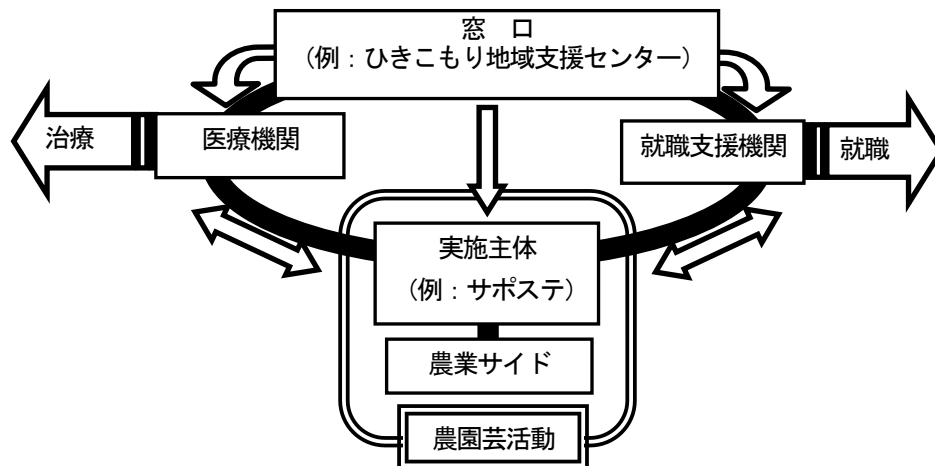 窓　口
（例：ひきこもり地域支援センター）
治療
医療機関
就職支援機関
就職
実施主体
（例：サポステ）
農業サイド
農園芸活動